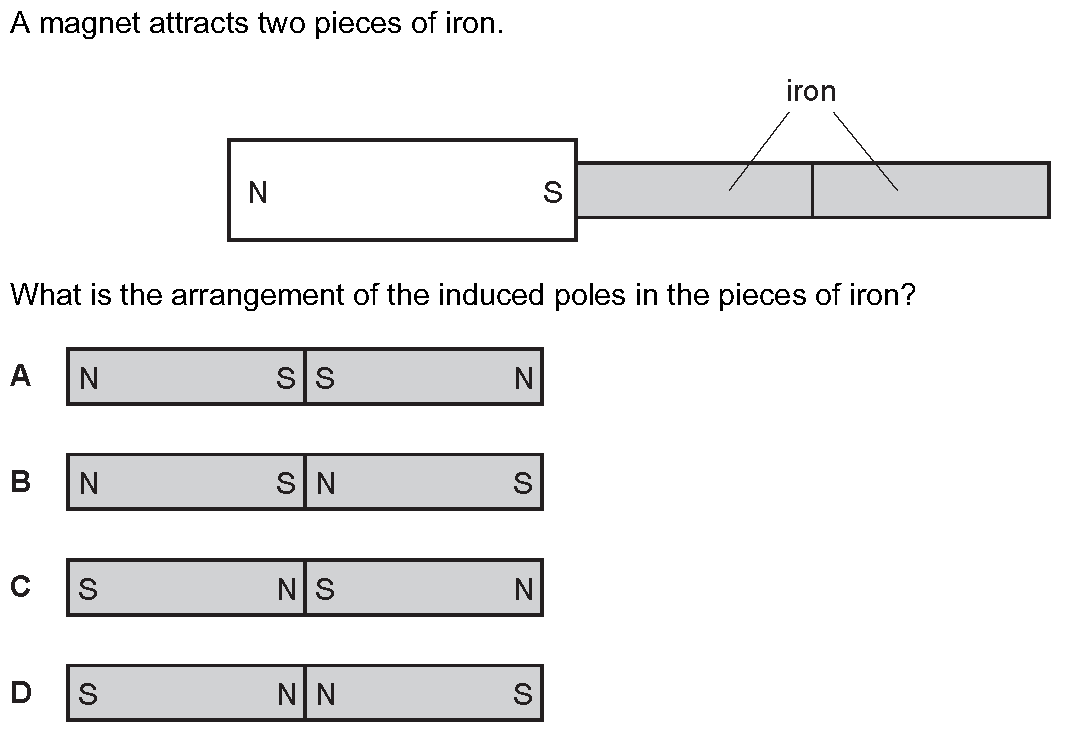 A magnet attracts two pieces of iron.
iron
N S
What is the arrangement of the induced poles in the pieces of iron?
A N S S N
B N S N S
C S N S N
D S N N S